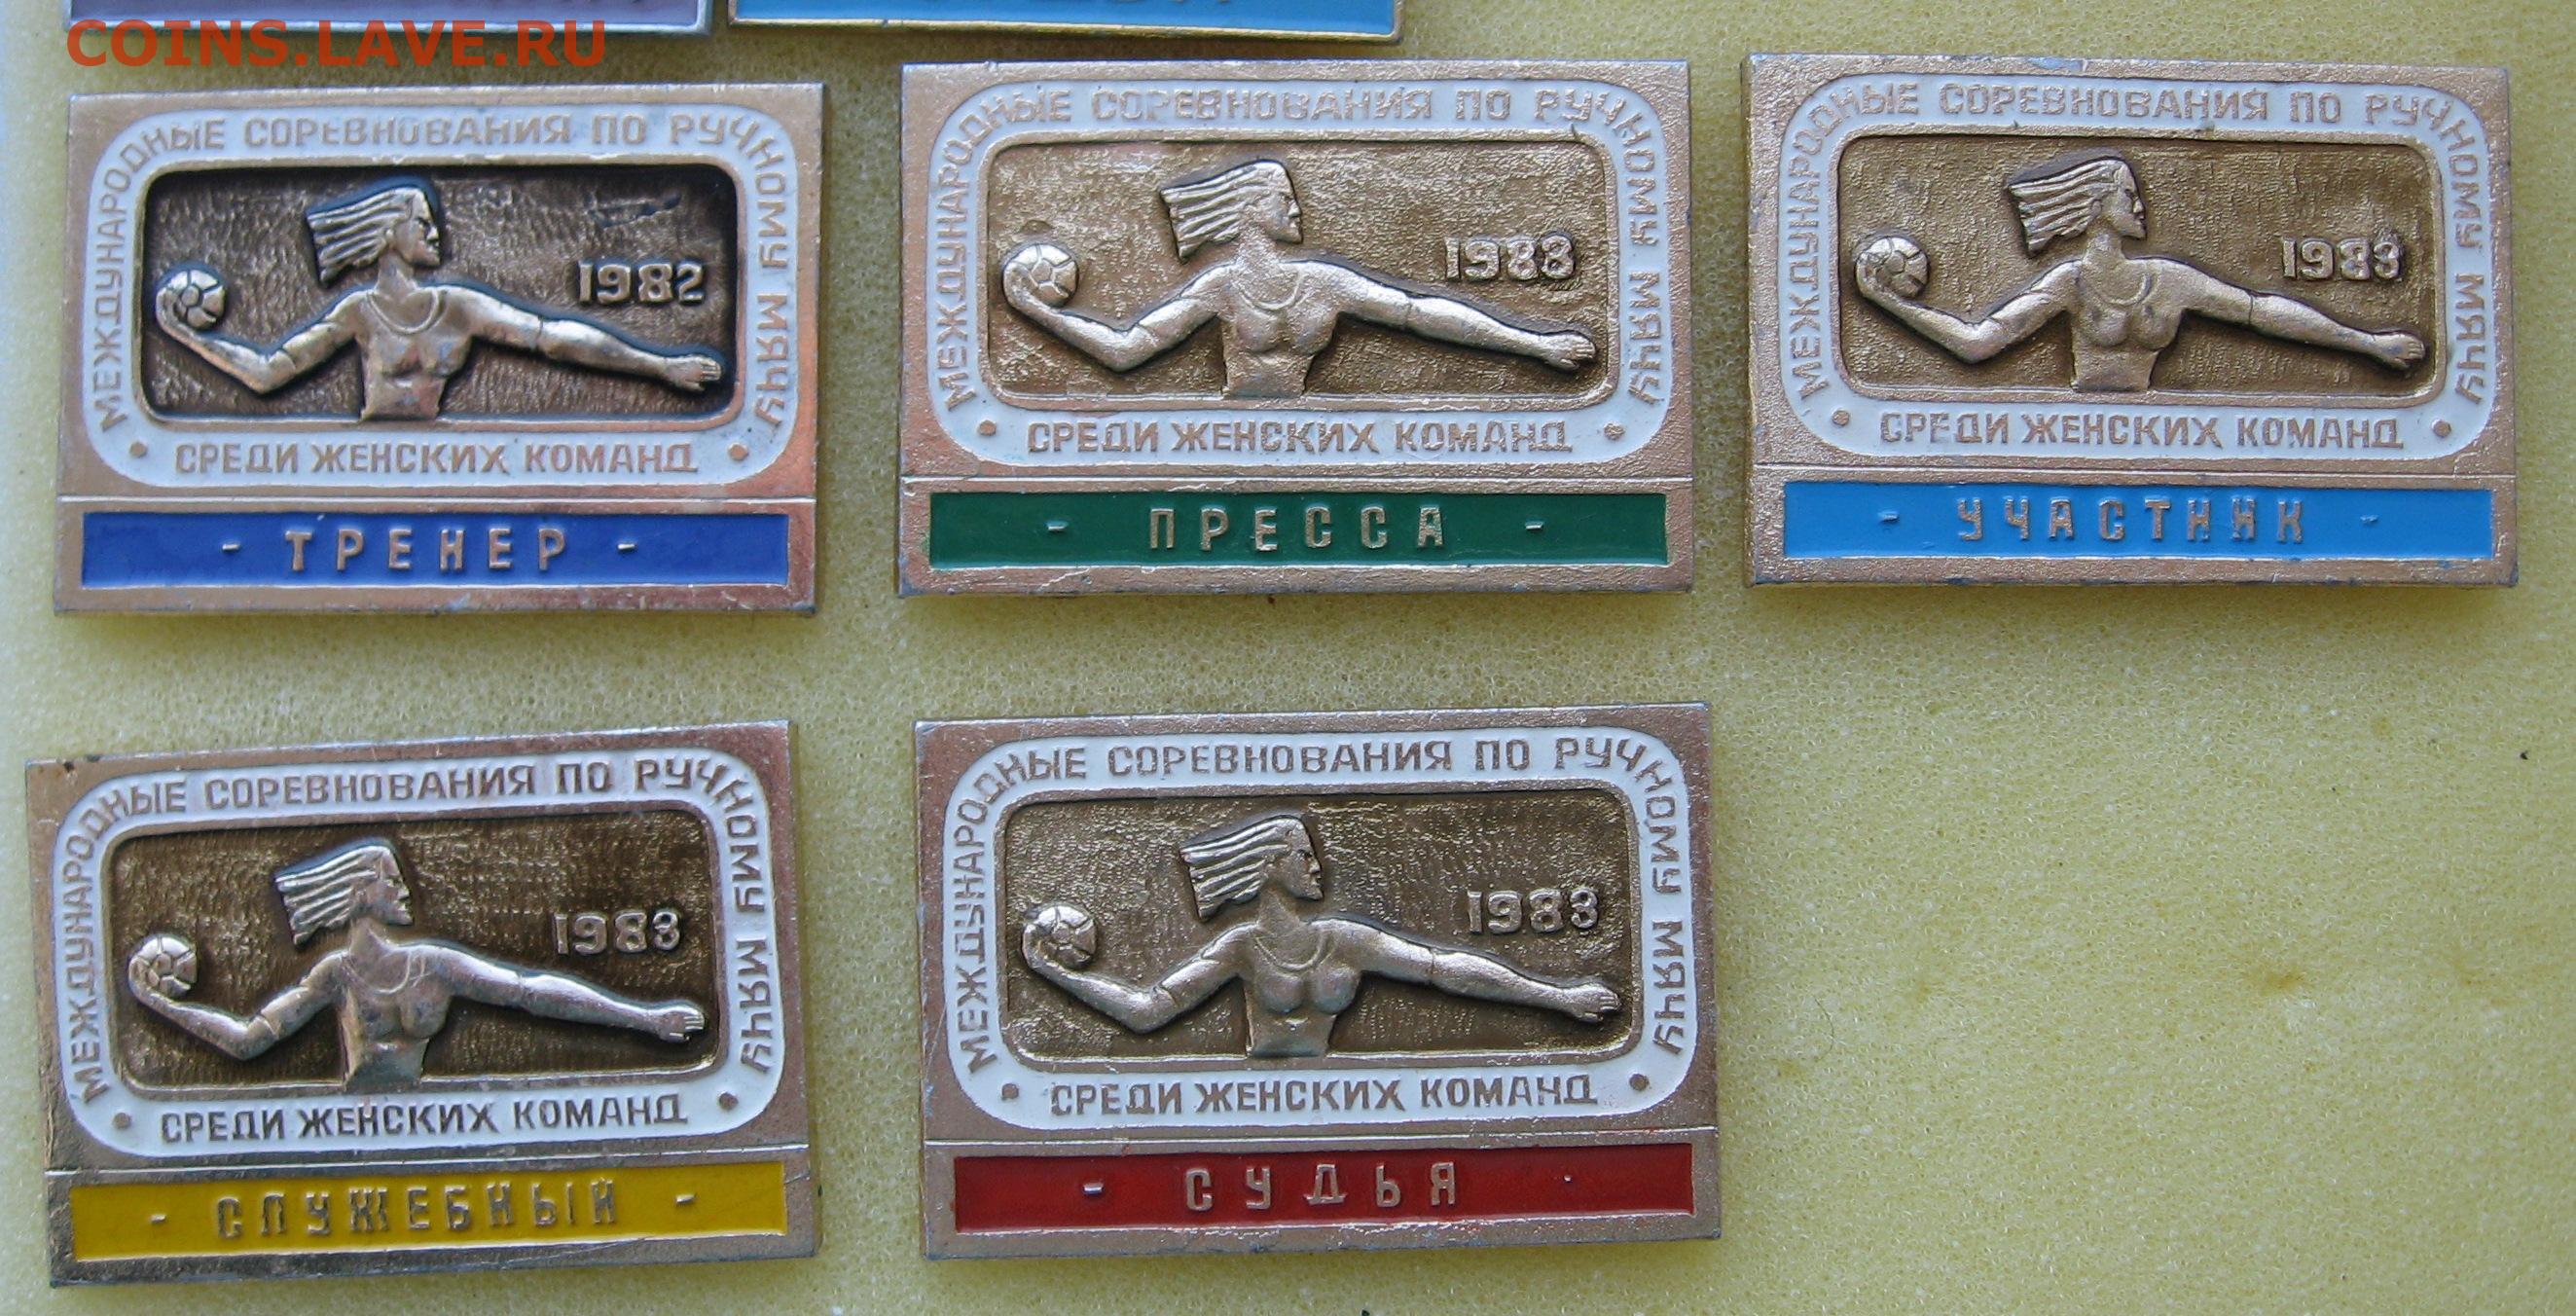 COINS.LAVE.RU
МЕЖДУНАРОДНЫЕ СОРЕВНОВАНИЯ ПО РУЧНОМУ МЯЧУ
1982
• СРЕДИ ЖЕНСКИХ КОМАНД •
- ТРЕНЕР -
МЕЖДУНАРОДНЫЕ СОРЕВНОВАНИЯ ПО РУЧНОМУ МЯЧУ
1983
• СРЕДИ ЖЕНСКИХ КОМАНД •
- ПРЕССА -
МЕЖДУНАРОДНЫЕ СОРЕВНОВАНИЯ ПО РУЧНОМУ МЯЧУ
1983
• СРЕДИ ЖЕНСКИХ КОМАНД •
- УЧАСТНИК -
МЕЖДУНАРОДНЫЕ СОРЕВНОВАНИЯ ПО РУЧНОМУ МЯЧУ
1983
• СРЕДИ ЖЕНСКИХ КОМАНД •
- СЛУЖЕБНЫЙ -
МЕЖДУНАРОДНЫЕ СОРЕВНОВАНИЯ ПО РУЧНОМУ МЯЧУ
1983
• СРЕДИ ЖЕНСКИХ КОМАНД •
- СУДЬЯ -